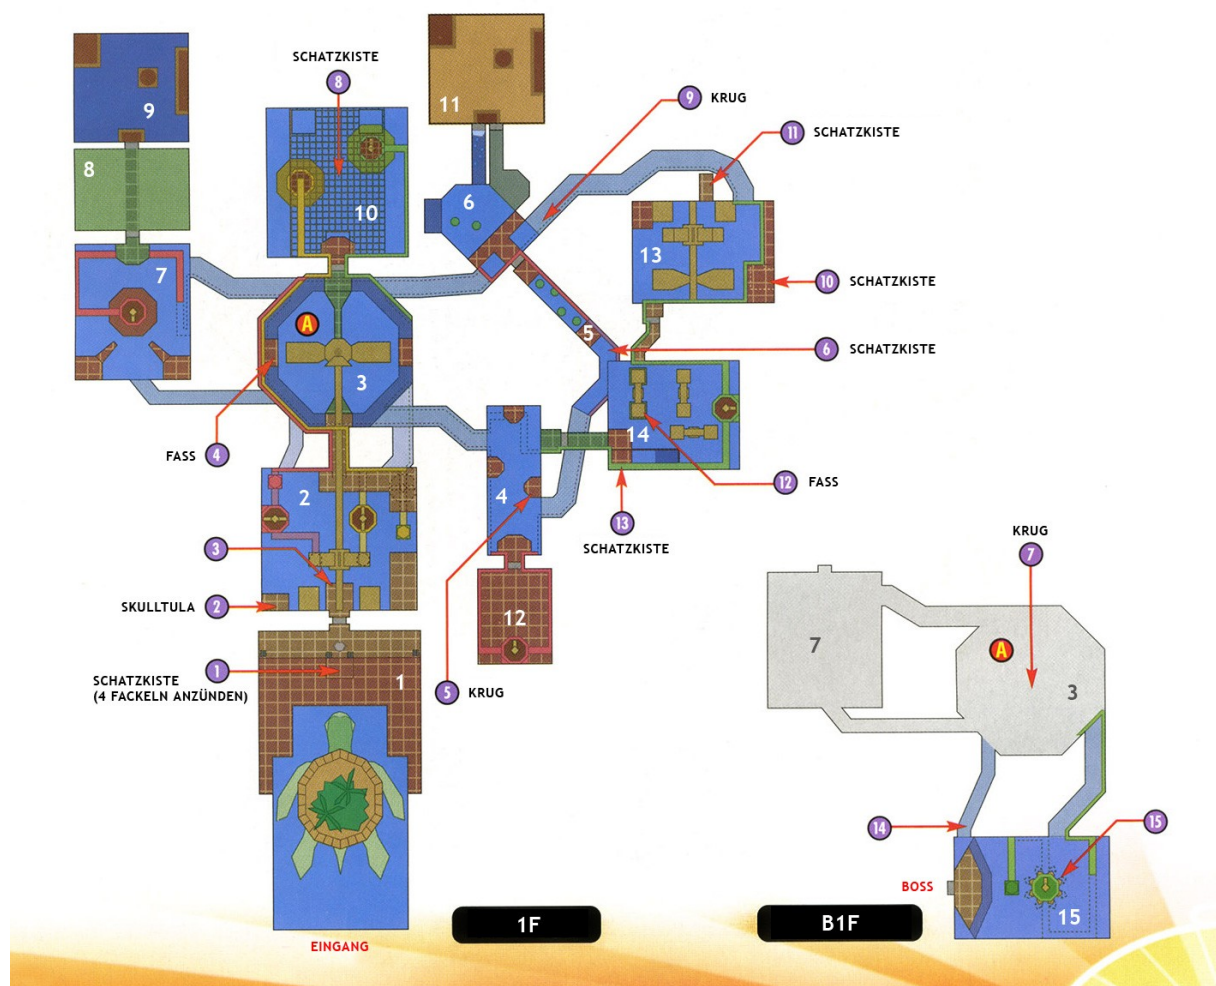 11
SCHATZKISTE
8
9 KRUG
9
11 SCHATZKISTE
8
6
10
13
7
10 SCHATZKISTE
A
5
6 SCHATZKISTE
3
14
FASS 4
2
4
12 FASS
13
SCHATZKISTE
3
KRUG
7
SKULLTULA 2
12
7
A
1
1
3
SCHATZKISTE
(4 FACKELN ANZÜNDEN)
5 KRUG
14
15
BOSS
15
1F
B1F
EINGANG